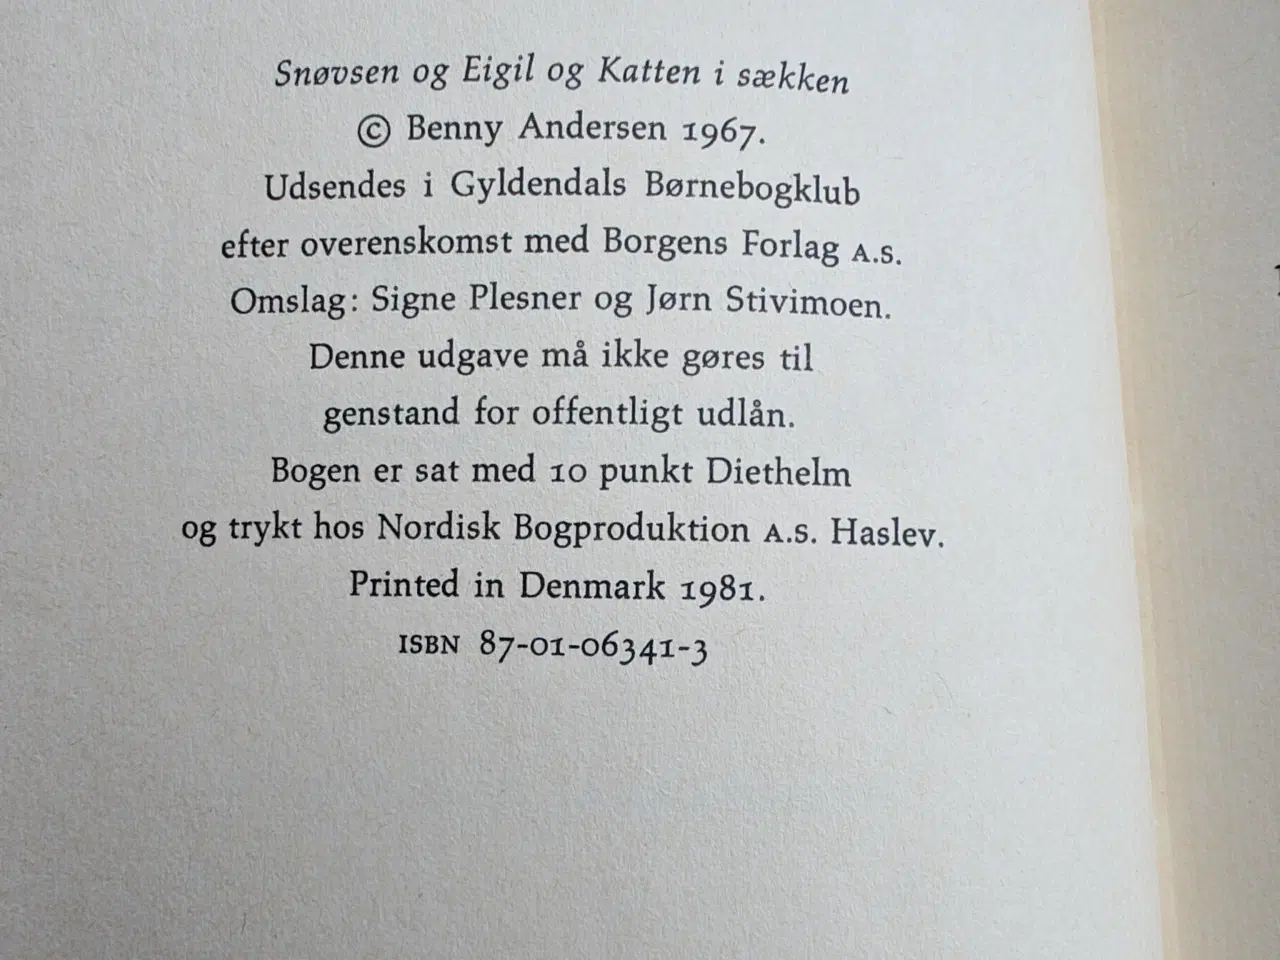 Snøvsen og Eigil og Katten i sækken
© Benny Andersen 1967.
Udsendes i Gyldendals Børnebogklub
efter overenskomst med Borgens Forlag A.S.
Omslag: Signe Plesner og Jørn Stivimoen.
Denne udgave må ikke gøres til
genstand for offentligt udlån.
Bogen er sat med 10 punkt Diethelm
og trykt hos Nordisk Bogproduktion A.S. Haslev.
Printed in Denmark 1981.
ISBN 87-01-06341-3